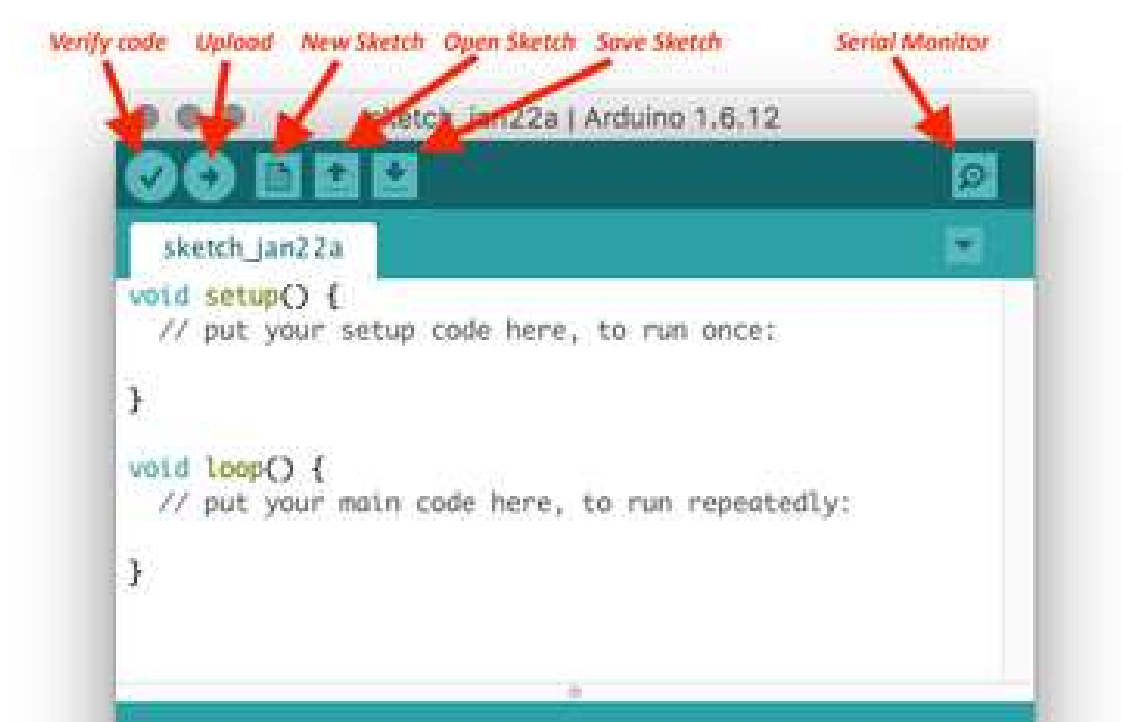 Verify code Upload New Sketch Open Sketch Save Sketch Serial Monitor
sketch_jan22a | Arduino 1.6.12
sketch_jan22a
void setup() {
// put your setup code here, to run once:
}
void loop() {
// put your main code here, to run repeatedly:
}